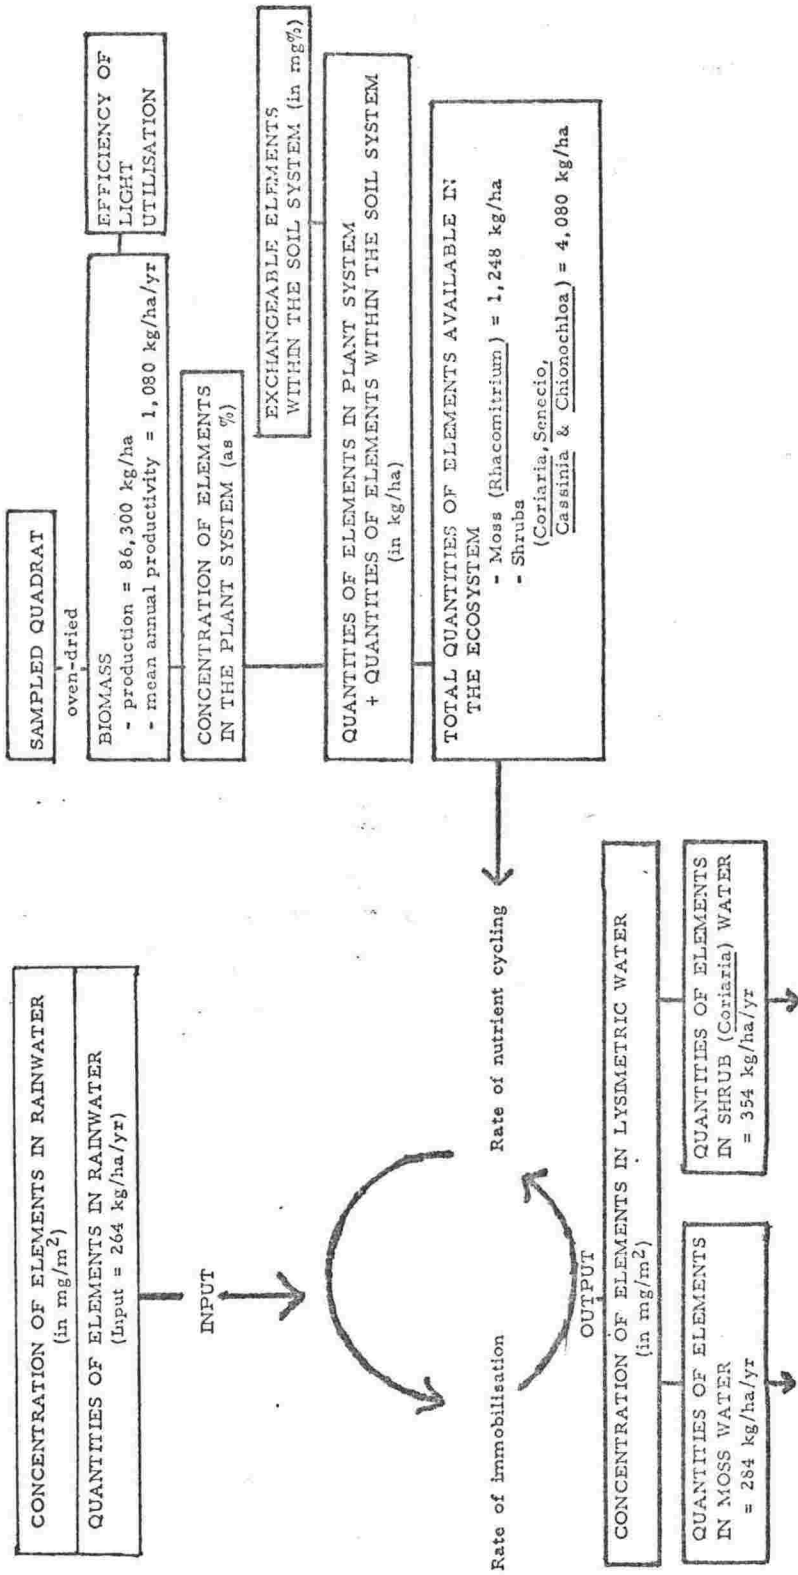 CONCENTRATION OF ELEMENTS IN RAINWATER
(in mg/m²)
QUANTITIES OF ELEMENTS IN RAINWATER
(Input = 264 kg/ha/yr)
INPUT
Rate of immobilisation
Rate of nutrient cycling
OUTPUT
CONCENTRATION OF ELEMENTS IN LYSIMETRIC WATER
(in mg/m²)
QUANTITIES OF ELEMENTS
IN MOSS WATER
= 284 kg/ha/yr
QUANTITIES OF ELEMENTS
IN SHRUB (Coriaria) WATER
= 354 kg/ha/yr
SAMPLED QUADRAT
oven-dried
BIOMASS
- production = 86,300 kg/ha
- mean annual productivity = 1,080 kg/ha/yr
EFFICIENCY OF
LIGHT
UTILISATION
CONCENTRATION OF ELEMENTS
IN THE PLANT SYSTEM (as %)
EXCHANGEABLE ELEMENTS
WITHIN THE SOIL SYSTEM (in mg%)
QUANTITIES OF ELEMENTS IN PLANT SYSTEM
+ QUANTITIES OF ELEMENTS WITHIN THE SOIL SYSTEM
(in kg/ha)
TOTAL QUANTITIES OF ELEMENTS AVAILABLE IN
THE ECOSYSTEM
- Moss (Rhacomitrium) = 1,248 kg/ha
- Shrubs
(Coriaria, Senecio,
Cassinia & Chionochloa) = 4,080 kg/ha